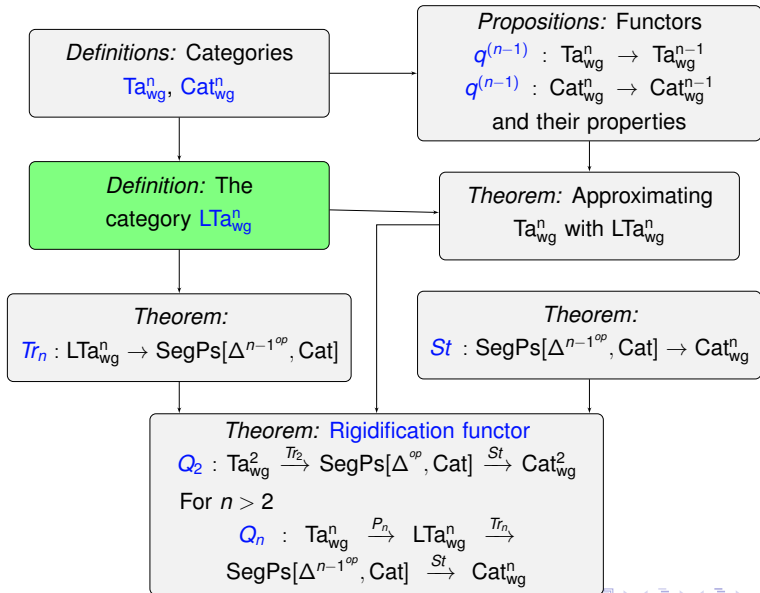 Definitions: Categories
Ta^n_wg, Cat^n_wg
Propositions: Functors
q^(n−1) : Ta^n_wg → Ta^n−1_wg
q^(n−1) : Cat^n_wg → Cat^n−1_wg
and their properties
Definition: The
category LTa^n_wg
Theorem: Approximating
Ta^n_wg with LTa^n_wg
Theorem:
Tr_n : LTa^n_wg → SegPs[Δ^n−1^op, Cat]
Theorem:
St : SegPs[Δ^n−1^op, Cat] → Cat^n_wg
Theorem: Rigidification functor
Q_2 : Ta^2_wg —Tr_2→ SegPs[Δ^op, Cat] —St→ Cat^2_wg
For n > 2
Q_n : Ta^n_wg —P_n→ LTa^n_wg —Tr_n→
SegPs[Δ^n−1^op, Cat] —St→ Cat^n_wg